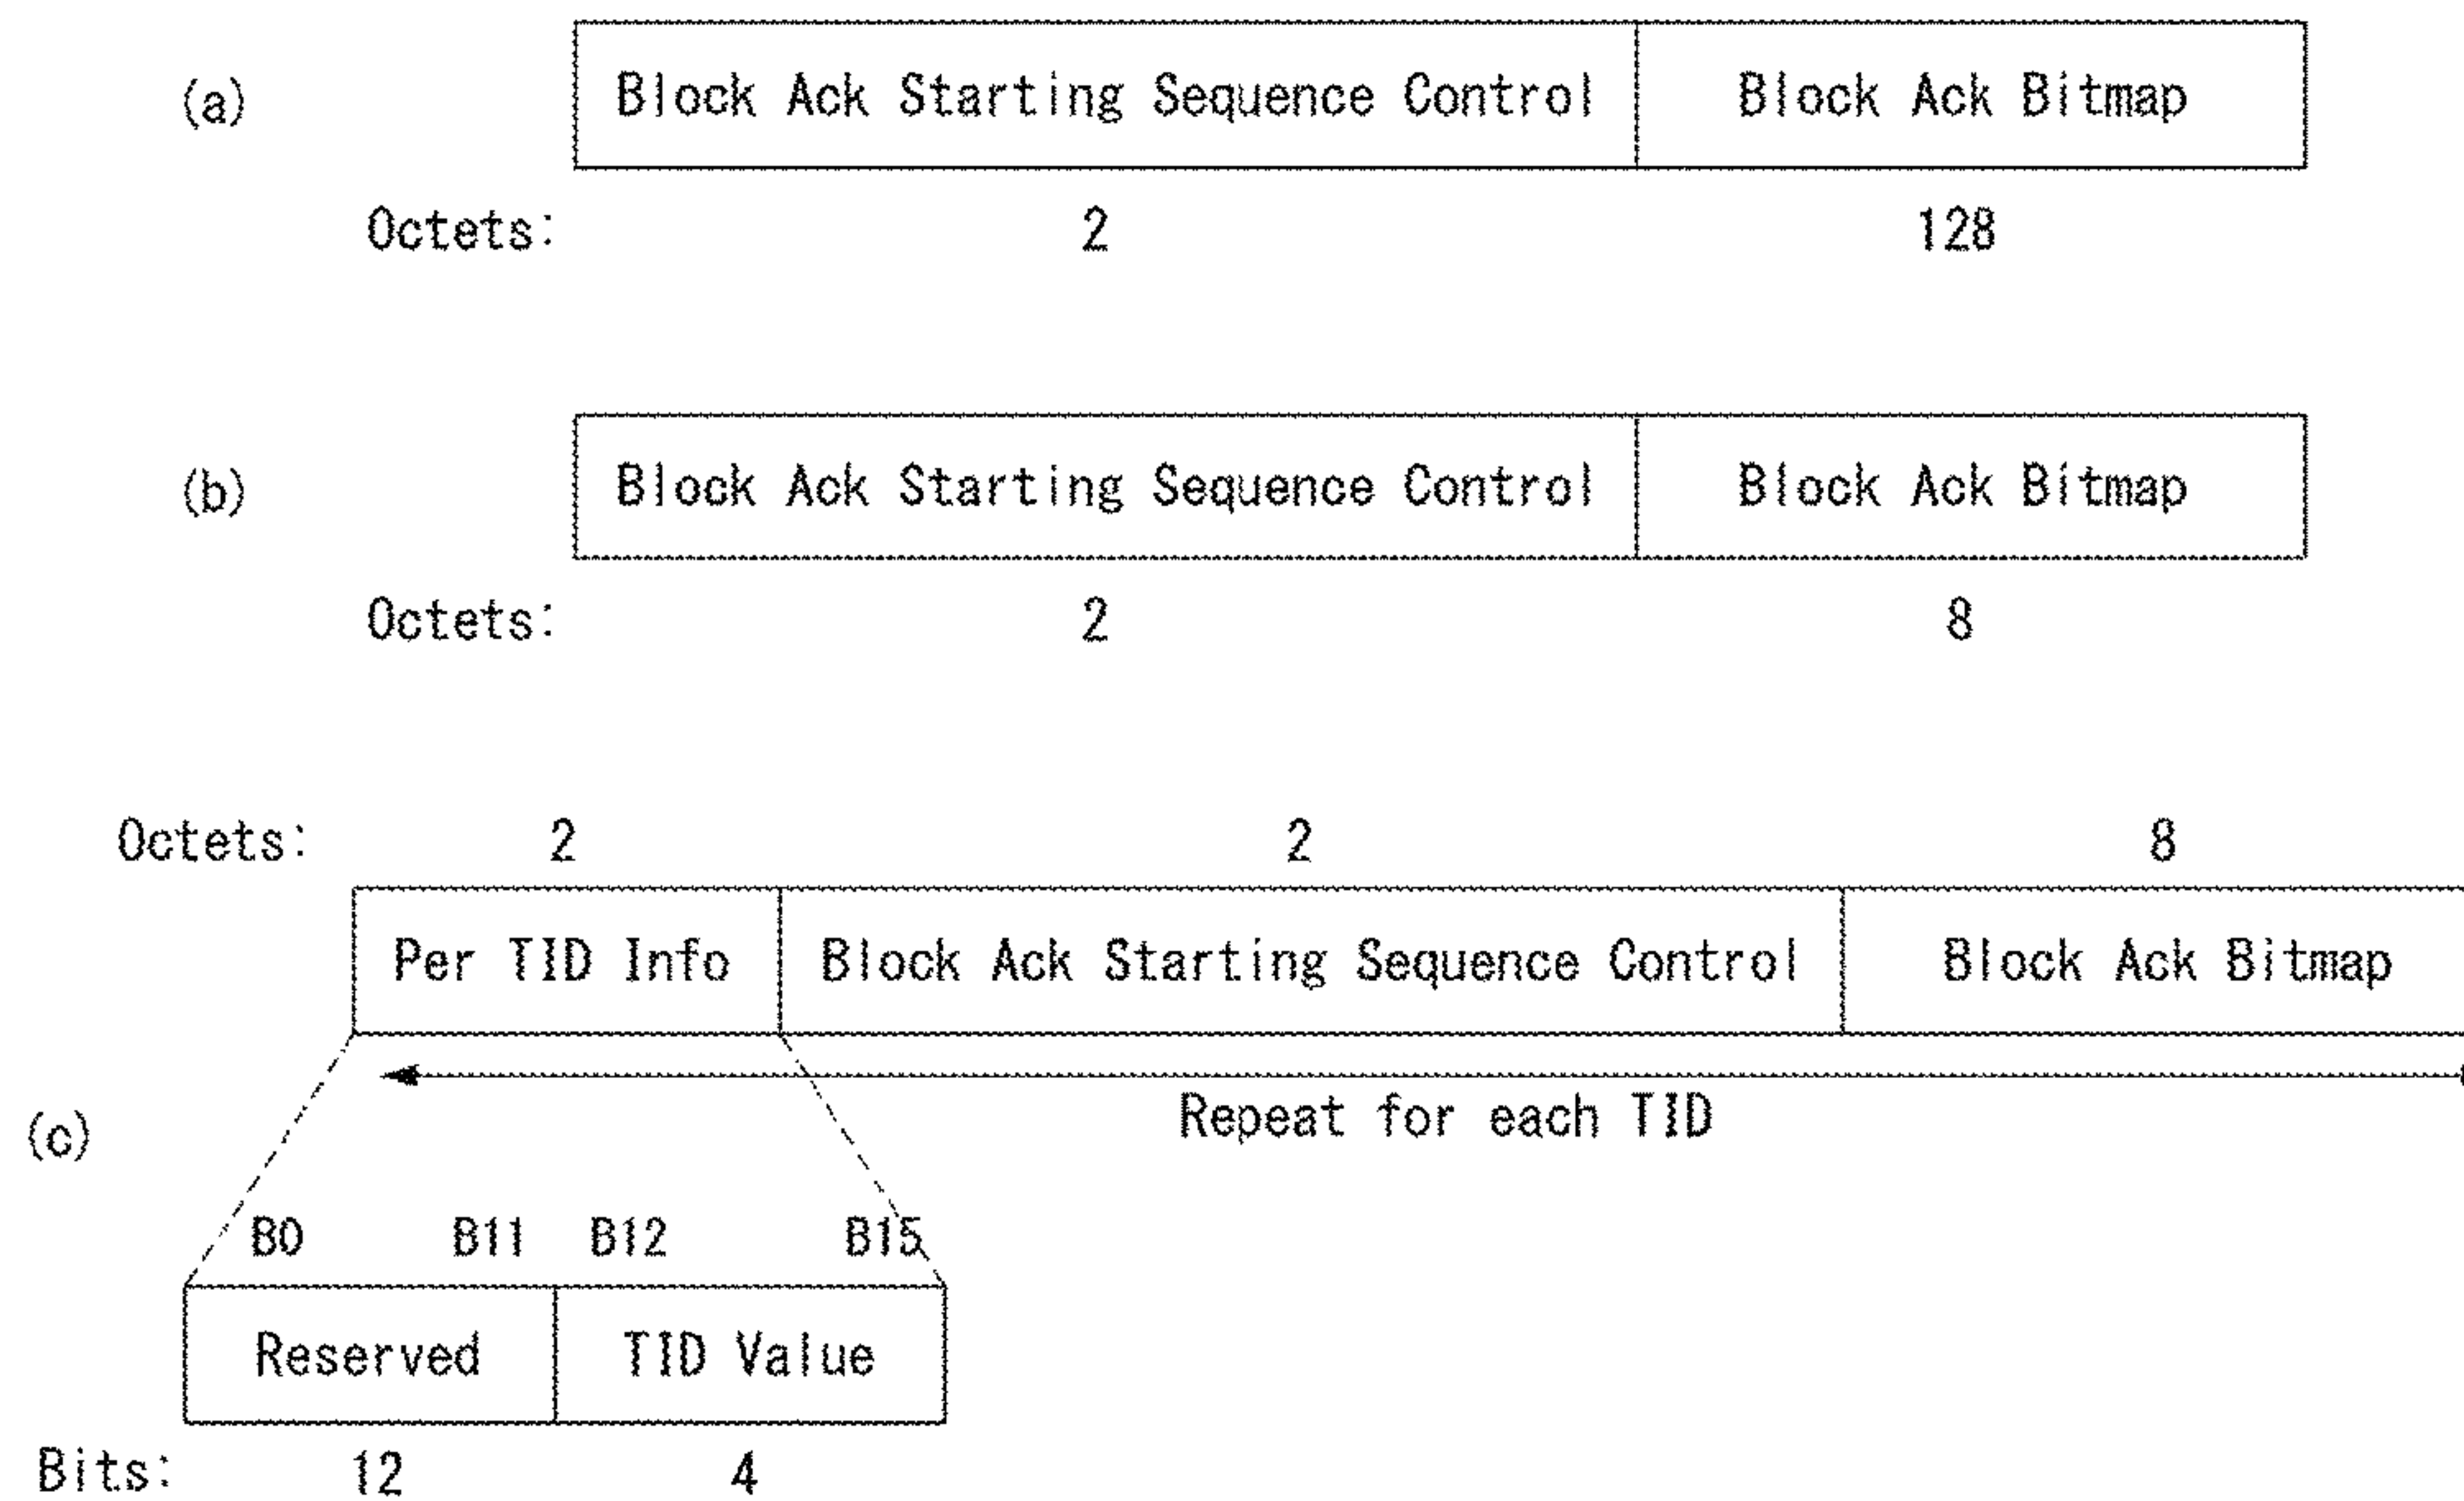 (a) Block Ack Starting Sequence Control Block Ack Bitmap
Octets: 2 128
(b) Block Ack Starting Sequence Control Block Ack Bitmap
Octets: 2 8
Octets: 2 2 8
Per TID Info Block Ack Starting Sequence Control Block Ack Bitmap
Repeat for each TID
(c)
B0 B11 B12 B15
Reserved TID Value
Bits: 12 4